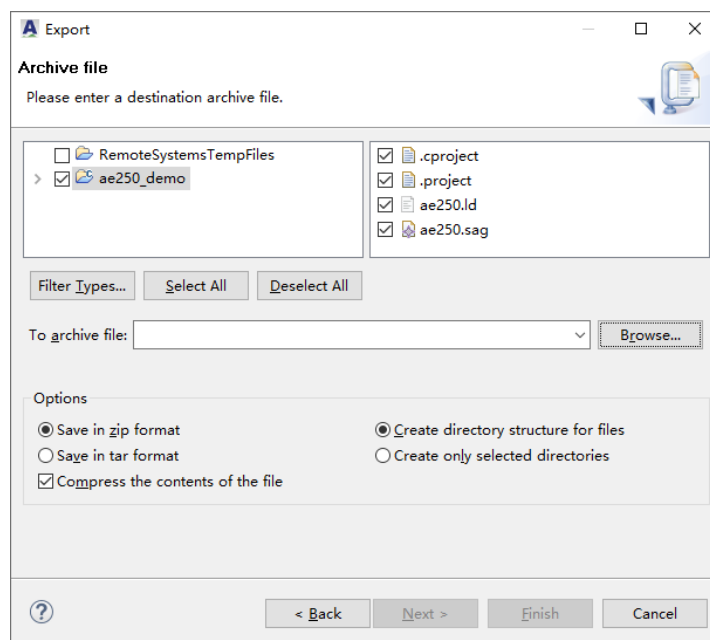 Export
Archive file
Please enter a destination archive file.
RemoteSystemsTempFiles
ae250_demo
.cproject
.project
ae250.ld
ae250.sag
Filter Types...
Select All
Deselect All
To archive file:
Browse...
Options
Save in zip format
Create directory structure for files
Save in tar format
Create only selected directories
Compress the contents of the file
?
< Back
Next >
Finish
Cancel